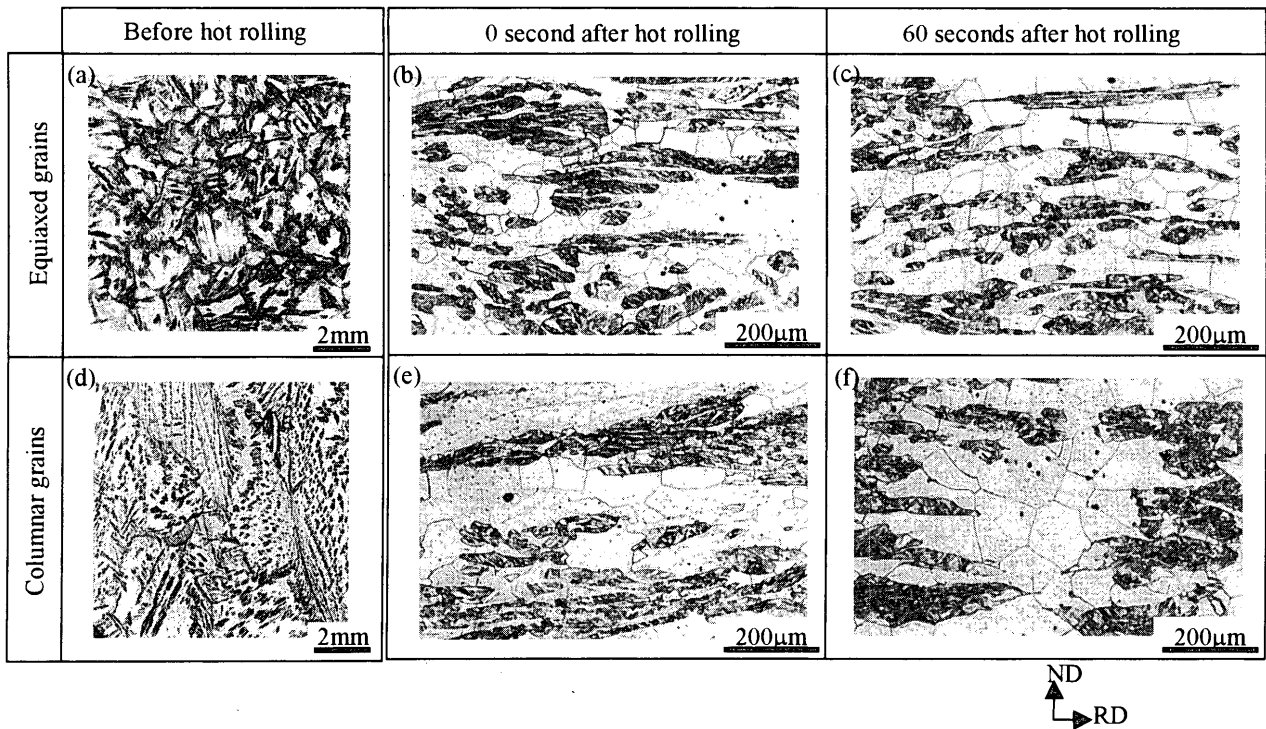 Before hot rolling
0 second after hot rolling
60 seconds after hot rolling
Equiaxed grains
(a)
2mm
(b)
200μm
(c)
200μm
Columnar grains
(d)
2mm
(e)
200μm
(f)
200μm
ND
RD